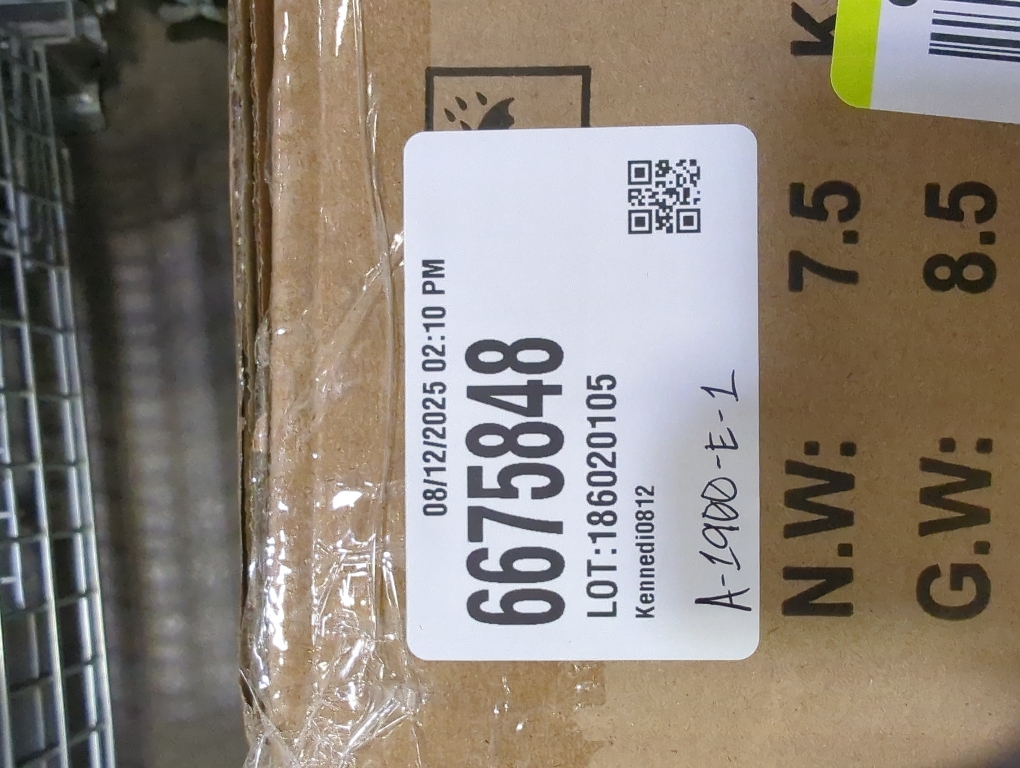 08/12/2025 02:10 PM
6675848
LOT:186020105
Kennedi0812
A-1900-E-1
N.W: 7.5 K
G.W: 8.5